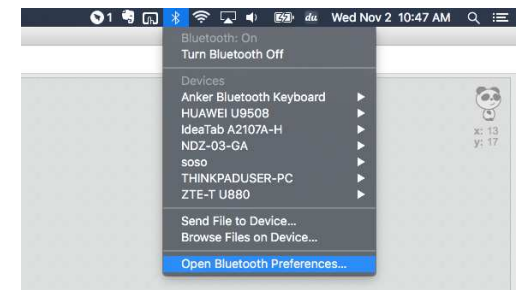 1 du Wed Nov 2 10:47 AM
Bluetooth: On
Turn Bluetooth Off
Devices
Anker Bluetooth Keyboard
HUAWEI U9508
IdeaTab A2107A-H
NDZ-03-GA
soso
THINKPADUSER-PC
ZTE-T U880
Send File to Device...
Browse Files on Device...
Open Bluetooth Preferences...
x: 13
y: 17